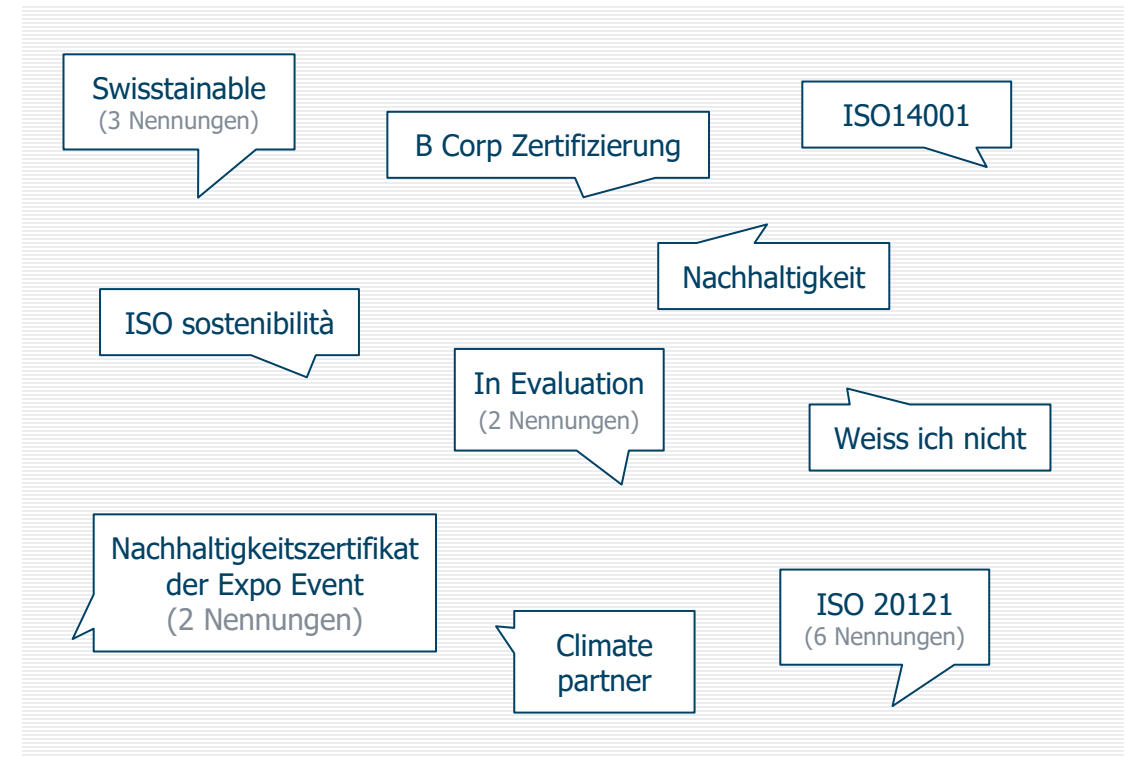 Swisstainable
(3 Nennungen)
B Corp Zertifizierung
ISO14001
Nachhaltigkeit
ISO sostenibilità
In Evaluation
(2 Nennungen)
Weiss ich nicht
Nachhaltigkeitszertifikat
der Expo Event
(2 Nennungen)
Climate
partner
ISO 20121
(6 Nennungen)